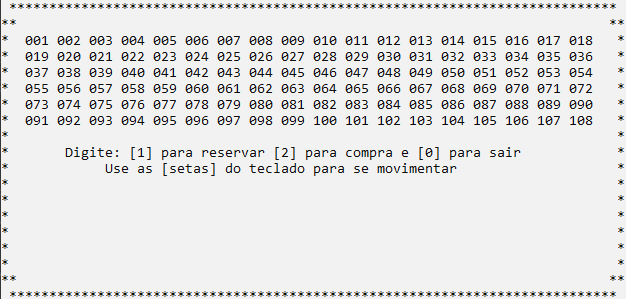 001 002 003 004 005 006 007 008 009 010 011 012 013 014 015 016 017 018
019 020 021 022 023 024 025 026 027 028 029 030 031 032 033 034 035 036
037 038 039 040 041 042 043 044 045 046 047 048 049 050 051 052 053 054
055 056 057 058 059 060 061 062 063 064 065 066 067 068 069 070 071 072
073 074 075 076 077 078 079 080 081 082 083 084 085 086 087 088 089 090
091 092 093 094 095 096 097 098 099 100 101 102 103 104 105 106 107 108
Digite: [1] para reservar [2] para compra e [0] para sair
Use as [setas] do teclado para se movimentar